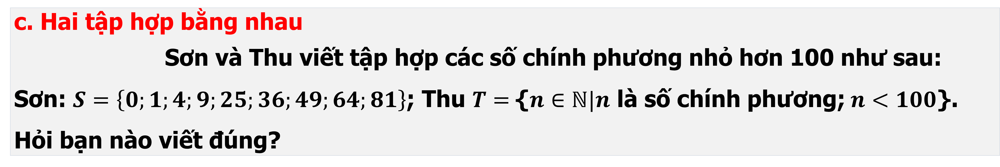 c. Hai tập hợp bằng nhau
Sơn và Thu viết tập hợp các số chính phương nhỏ hơn 100 như sau:
Sơn: S = {0; 1; 4; 9; 25; 36; 49; 64; 81}; Thu T = {n ∈ ℕ|n là số chính phương; n < 100}.
Hỏi bạn nào viết đúng?